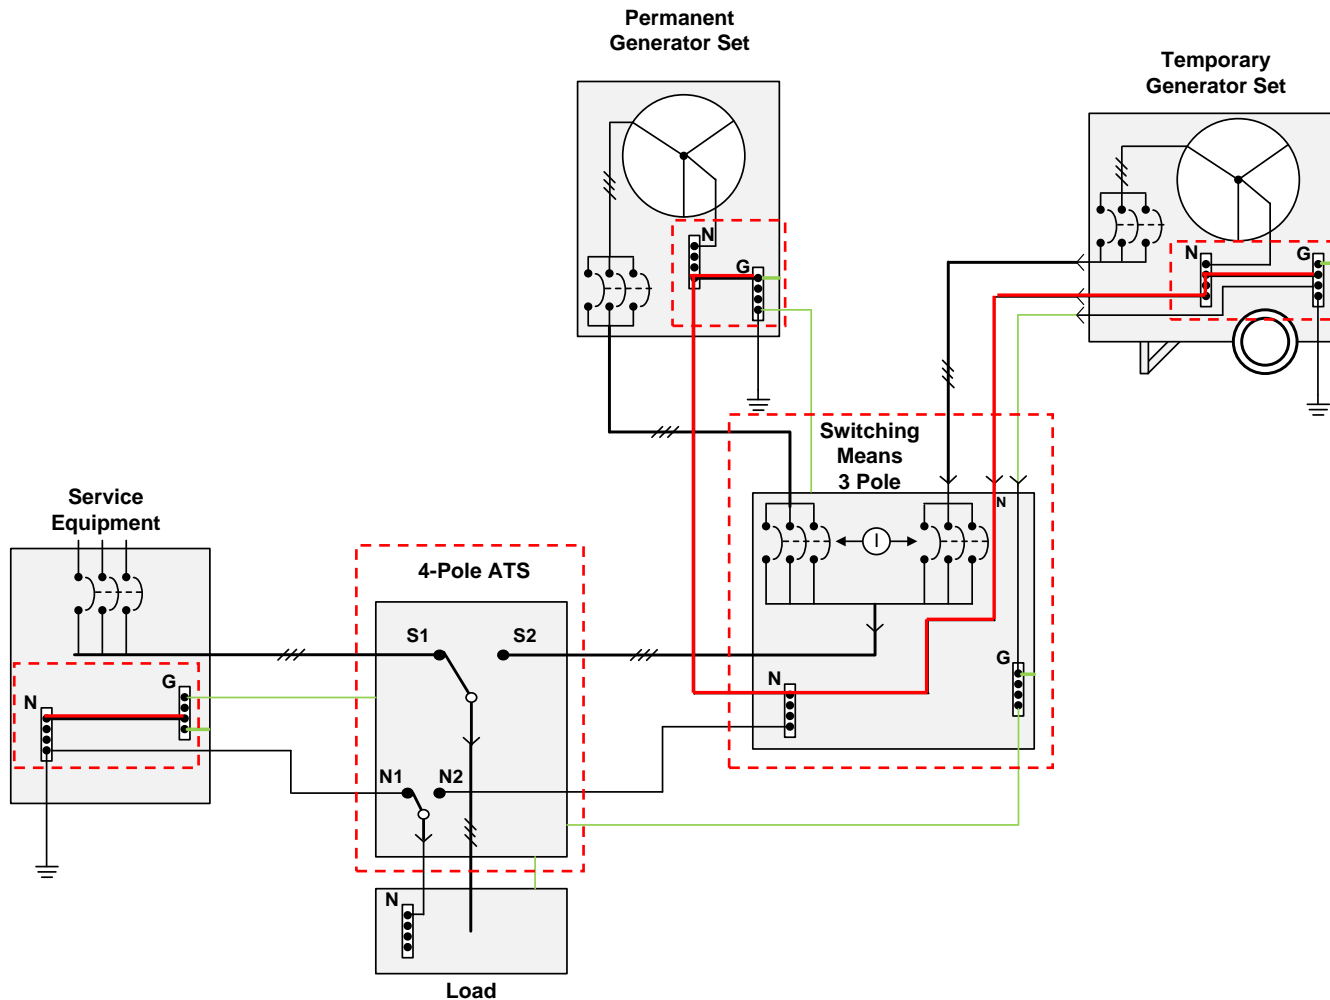 Permanent
Generator Set
Temporary
Generator Set
N
G
N
G
Switching
Means
3 Pole
N
Service
Equipment
4-Pole ATS
S1
S2
G
N
G
N
N1
N2
N
Load